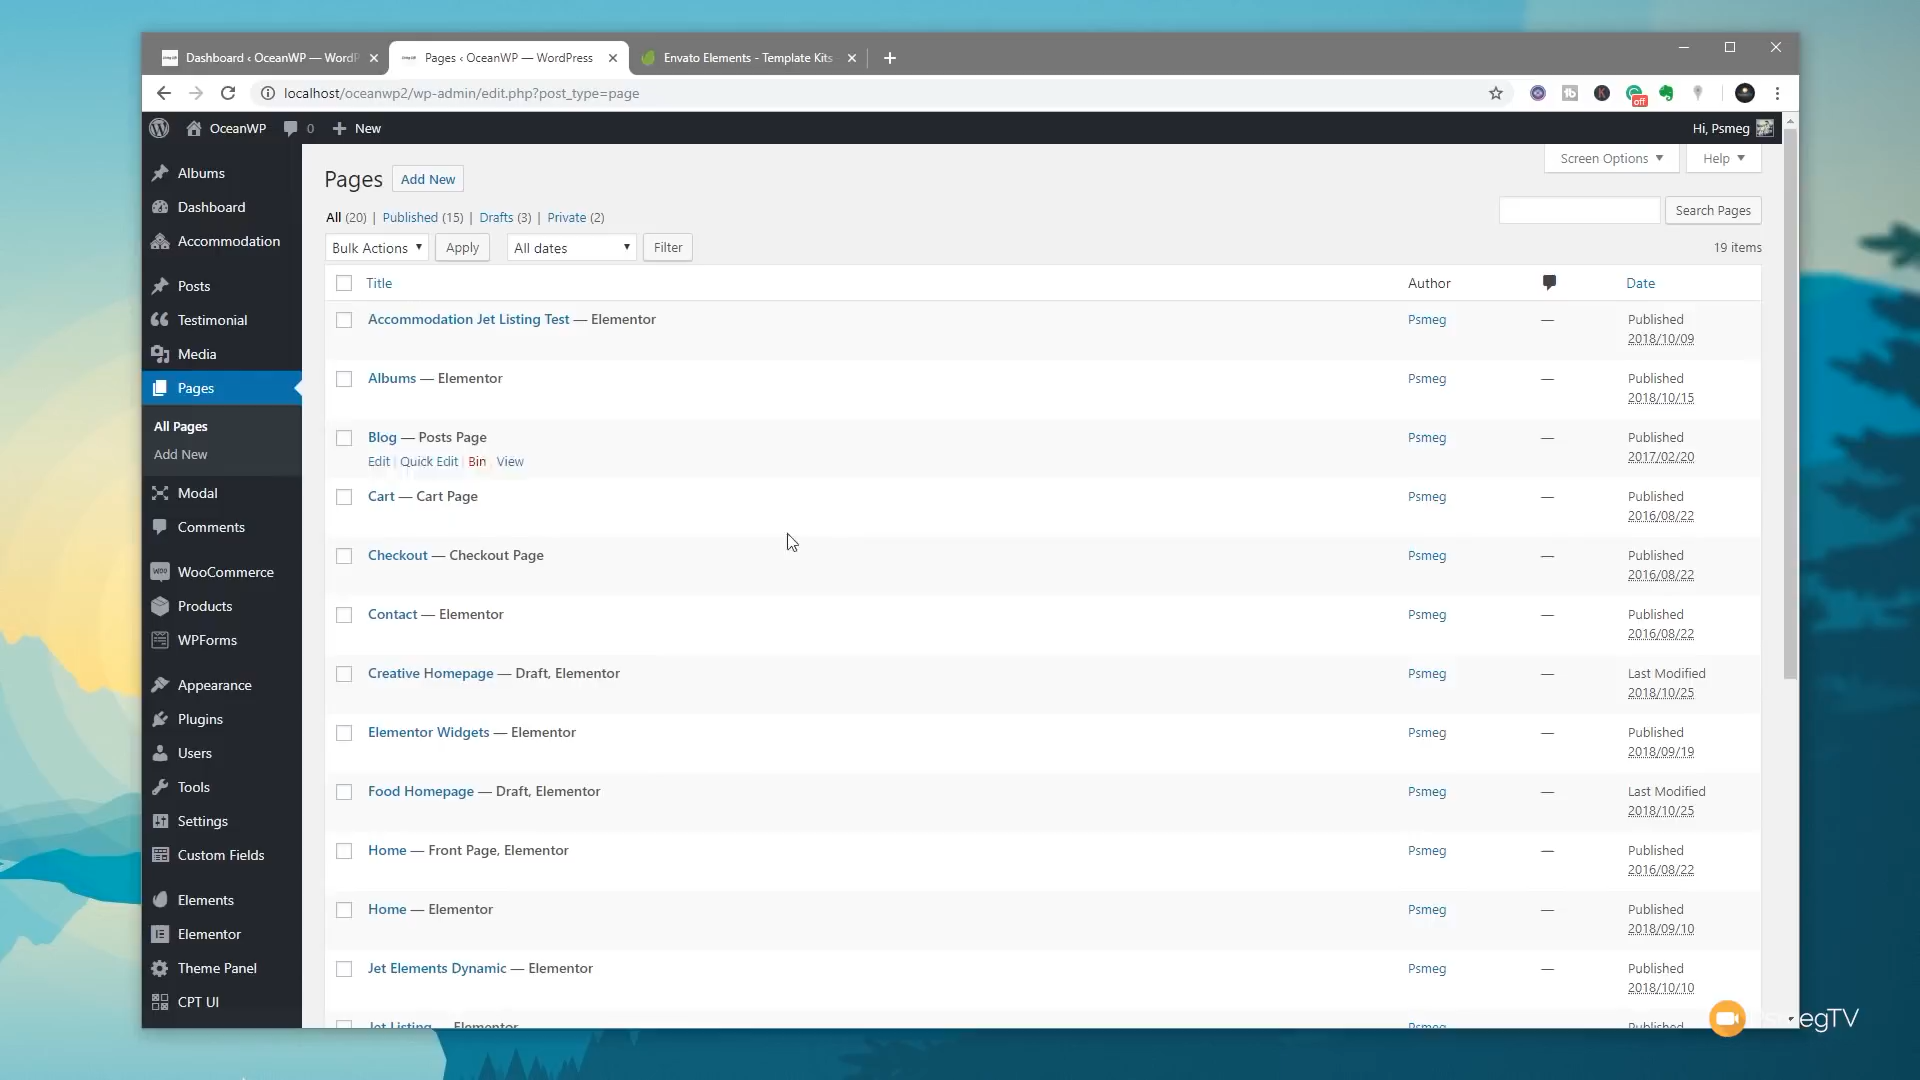 Dashboard ‹ OceanWP — WordP
Pages ‹ OceanWP — WordPress
Envato Elements - Template Kits
localhost/oceanwp2/wp-admin/edit.php?post_type=page
off
OceanWP
0
New
Hi, Psmeg
Albums
Dashboard
Accommodation
Posts
Testimonial
Media
Pages
All Pages
Add New
Modal
Comments
WooCommerce
Products
WPForms
Appearance
Plugins
Users
Tools
Settings
Custom Fields
Elements
Elementor
Theme Panel
CPT UI
Screen Options
Help
Pages
Add New
All (20) | Published (15) | Drafts (3) | Private (2)
Search Pages
Bulk Actions
Apply
All dates
Filter
19 items
Title Author Date
Accommodation Jet Listing Test — Elementor Psmeg — Published
2018/10/09
Albums — Elementor Psmeg — Published
2018/10/15
Blog — Posts Page Psmeg — Published
Edit | Quick Edit | Bin View 2017/02/20
Cart — Cart Page Psmeg — Published
2016/08/22
Checkout — Checkout Page Psmeg — Published
2016/08/22
Contact — Elementor Psmeg — Published
2016/08/22
Creative Homepage — Draft, Elementor Psmeg — Last Modified
2018/10/25
Elementor Widgets — Elementor Psmeg — Published
2018/09/19
Food Homepage — Draft, Elementor Psmeg — Last Modified
2018/10/25
Home — Front Page, Elementor Psmeg — Published
2016/08/22
Home — Elementor Psmeg — Published
2018/09/10
Jet Elements Dynamic — Elementor Psmeg — Published
2018/10/10
Jet Listing — Elementor Psmeg Published